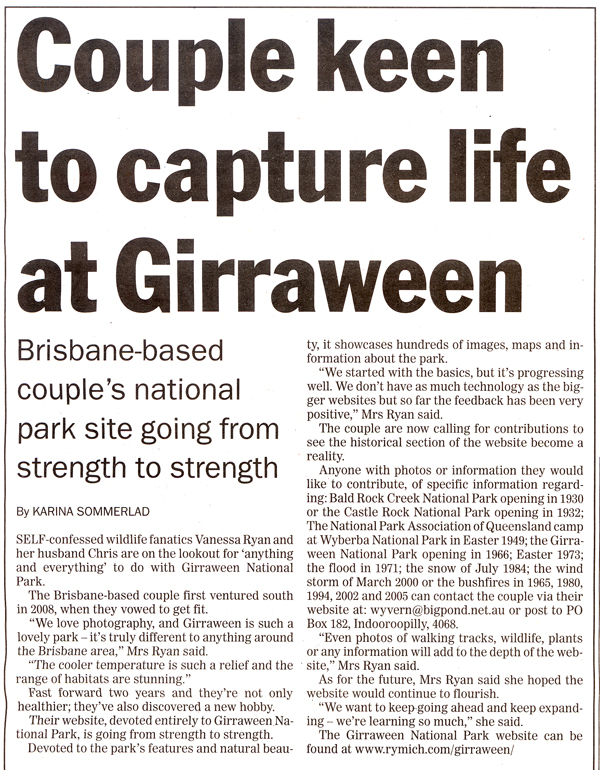 Couple keen
to capture life
at Girraween
Brisbane-based
couple's national
park site going from
strength to strength
By KARINA SOMMERLAD
SELF-confessed wildlife fanatics Vanessa Ryan and
her husband Chris are on the lookout for 'anything
and everything' to do with Girraween National
Park.
The Brisbane-based couple first ventured south
in 2008, when they vowed to get fit.
"We love photography, and Girraween is such a
lovely park – it's truly different to anything around
the Brisbane area," Mrs Ryan said.
"The cooler temperature is such a relief and the
range of habitats are stunning."
Fast forward two years and they're not only
healthier; they've also discovered a new hobby.
Their website, devoted entirely to Girraween Na-
tional Park, is going from strength to strength.
Devoted to the park's features and natural beau-
ty, it showcases hundreds of images, maps and in-
formation about the park.
"We started with the basics, but it's progressing
well. We don't have as much technology as the big-
ger websites but so far the feedback has been very
positive," Mrs Ryan said.
The couple are now calling for contributions to
see the historical section of the website become a
reality.
Anyone with photos or information they would
like to contribute, of specific information regard-
ing: Bald Rock Creek National Park opening in 1930
or the Castle Rock National Park opening in 1932;
The National Park Association of Queensland camp
at Wyberba National Park in Easter 1949; the Girra-
ween National Park opening in 1966; Easter 1973;
the flood in 1971; the snow of July 1984; the wind
storm of March 2000 or the bushfires in 1965, 1980,
1994, 2002 and 2005 can contact the couple via their
website at: wyvern@bigpond.net.au or post to PO
Box 182, Indooroopilly, 4068.
"Even photos of walking tracks, wildlife, plants
or any information will add to the depth of the web-
site," Mrs Ryan said.
As for the future, Mrs Ryan said she hoped the
website would continue to flourish.
"We want to keep going ahead and keep expand-
ing – we're learning so much," she said.
The Girraween National Park website can be
found at www.rymich.com/girraween/